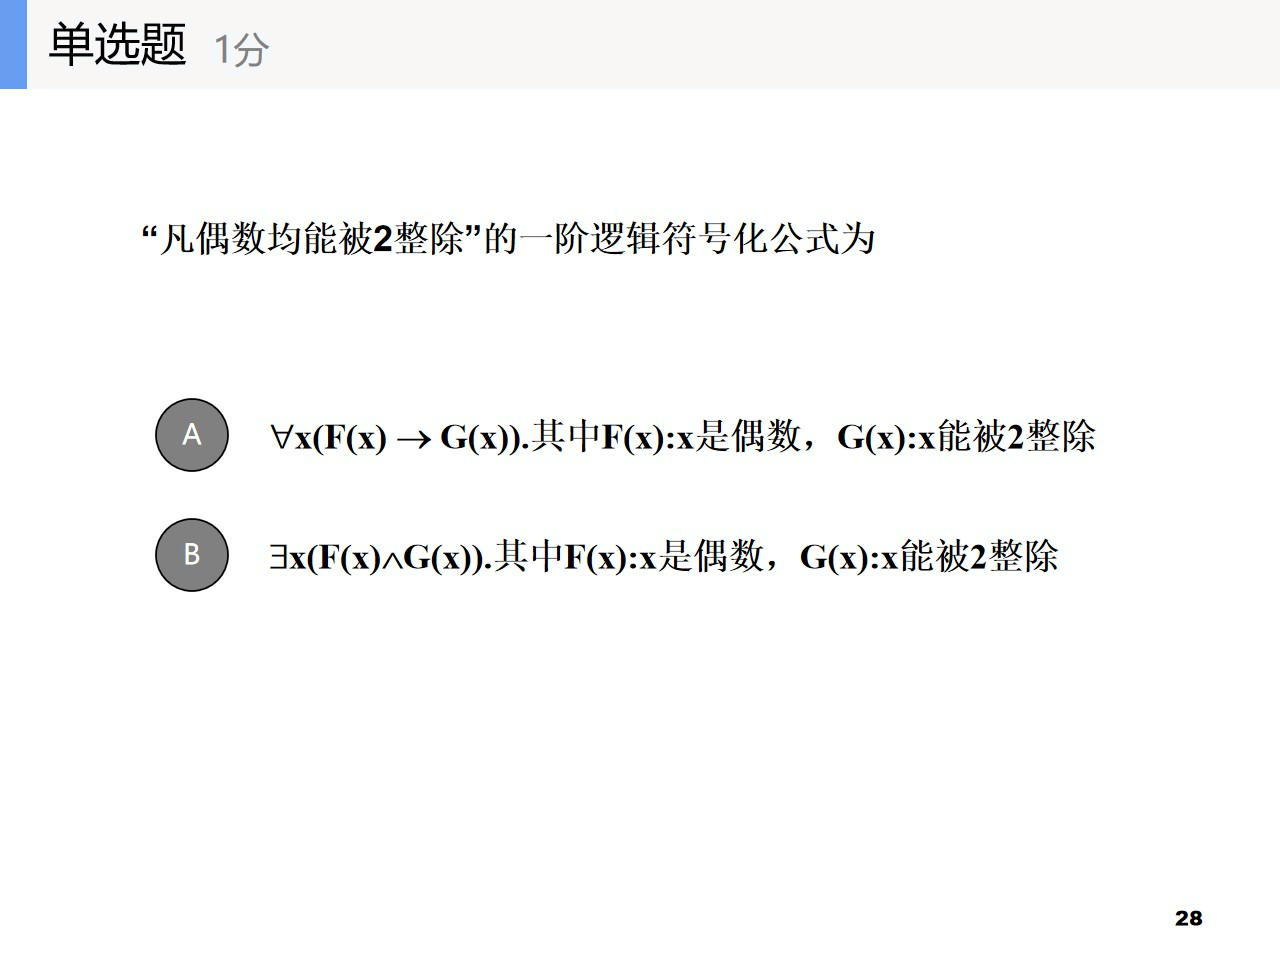 单选题 1分
“凡偶数均能被2整除”的一阶逻辑符号化公式为
A ∀x(F(x) → G(x)).其中F(x):x是偶数，G(x):x能被2整除
B ∃x(F(x)∧G(x)).其中F(x):x是偶数，G(x):x能被2整除
28